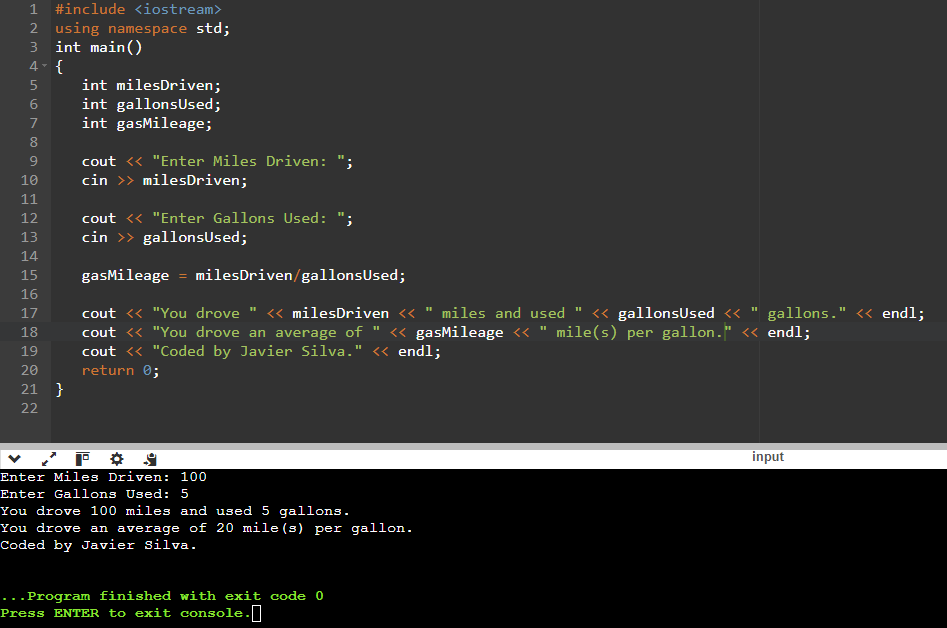 1 #include <iostream>
2 using namespace std;
3 int main()
4 {
5 int milesDriven;
6 int gallonsUsed;
7 int gasMileage;
8
9 cout << "Enter Miles Driven: ";
10 cin >> milesDriven;
11
12 cout << "Enter Gallons Used: ";
13 cin >> gallonsUsed;
14
15 gasMileage = milesDriven/gallonsUsed;
16
17 cout << "You drove " << milesDriven << " miles and used " << gallonsUsed << " gallons." << endl;
18 cout << "You drove an average of " << gasMileage << " mile(s) per gallon." << endl;
19 cout << "Coded by Javier Silva." << endl;
20 return 0;
21 }
22
input
Enter Miles Driven: 100
Enter Gallons Used: 5
You drove 100 miles and used 5 gallons.
You drove an average of 20 mile(s) per gallon.
Coded by Javier Silva.
...Program finished with exit code 0
Press ENTER to exit console.